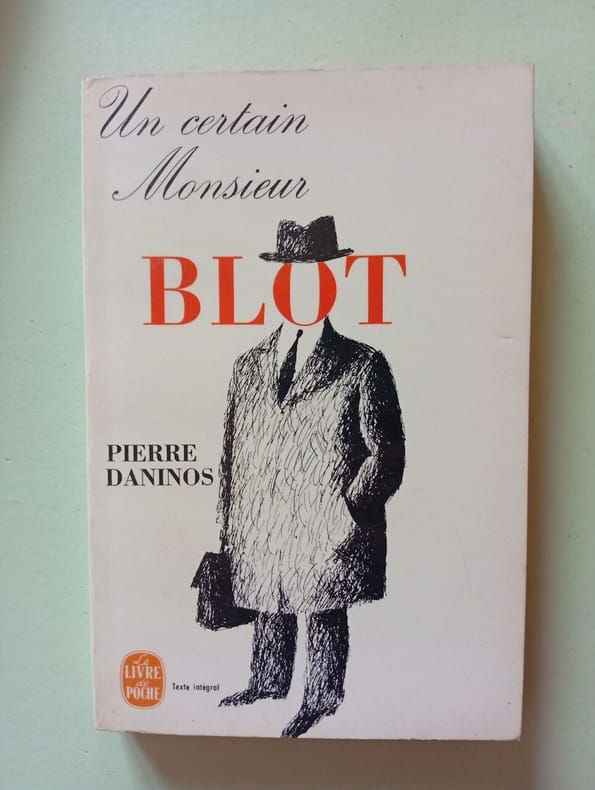 Un certain
Monsieur
BLOT
PIERRE
DANINOS
Le
LIVRE
de
POCHE
Texte intégral